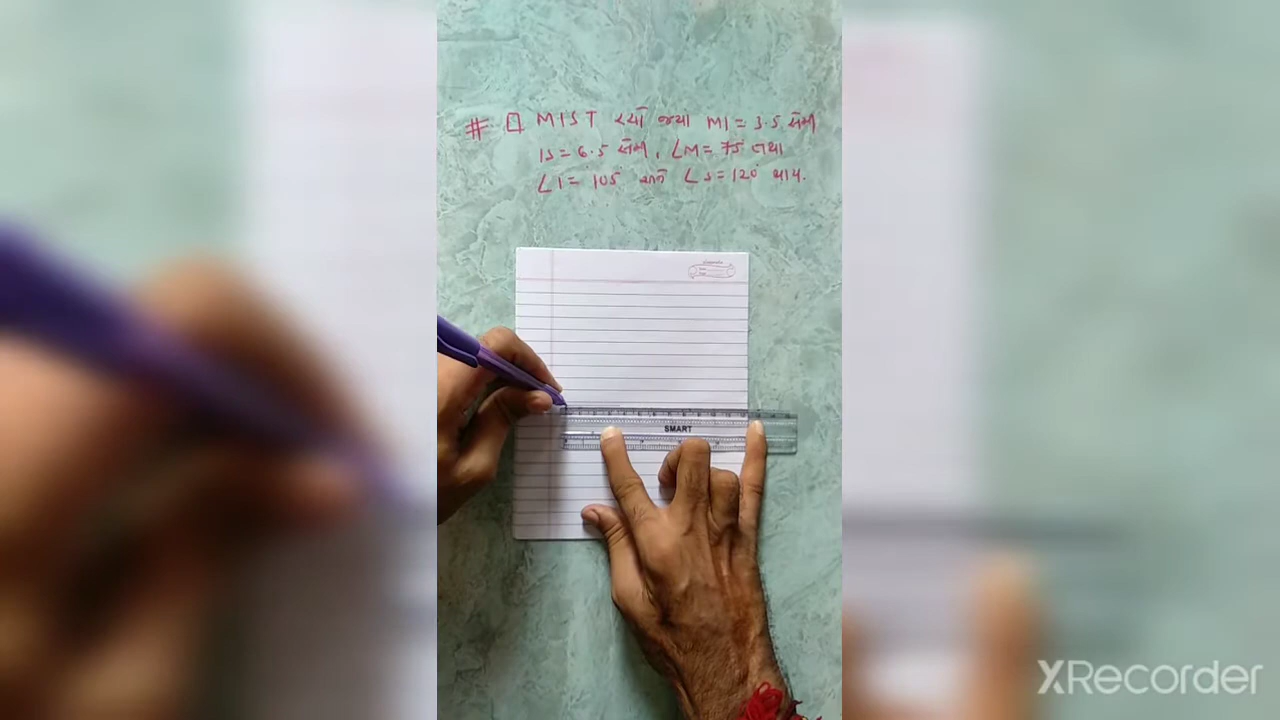 # □ MIST રચો જ્યાં MI = 3.5 સેમી
IS = 6.5 સેમી, ∠M = 75° તથા
∠I = 105° અને ∠S = 120° થાય.
SMART
XRecorder